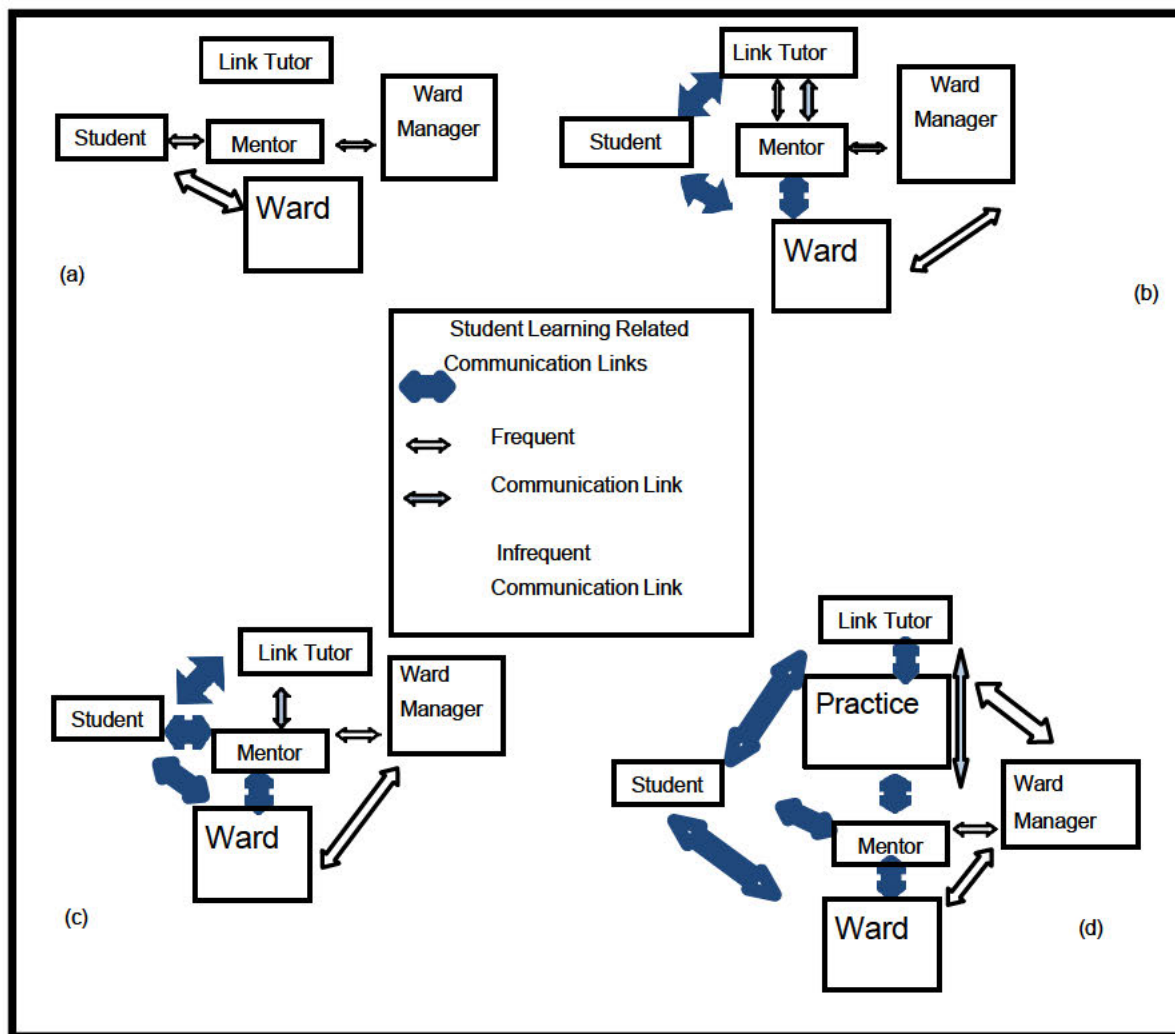 Link Tutor
Ward
Manager
Student
Mentor
Ward
(a)
Link Tutor
Ward
Manager
Student
Mentor
Ward
(b)
Student Learning Related
Communication Links
Frequent
Communication Link
Infrequent
Communication Link
Link Tutor
Ward
Manager
Student
Mentor
Ward
(c)
Link Tutor
Practice
Student
Ward
Manager
Mentor
Ward
(d)